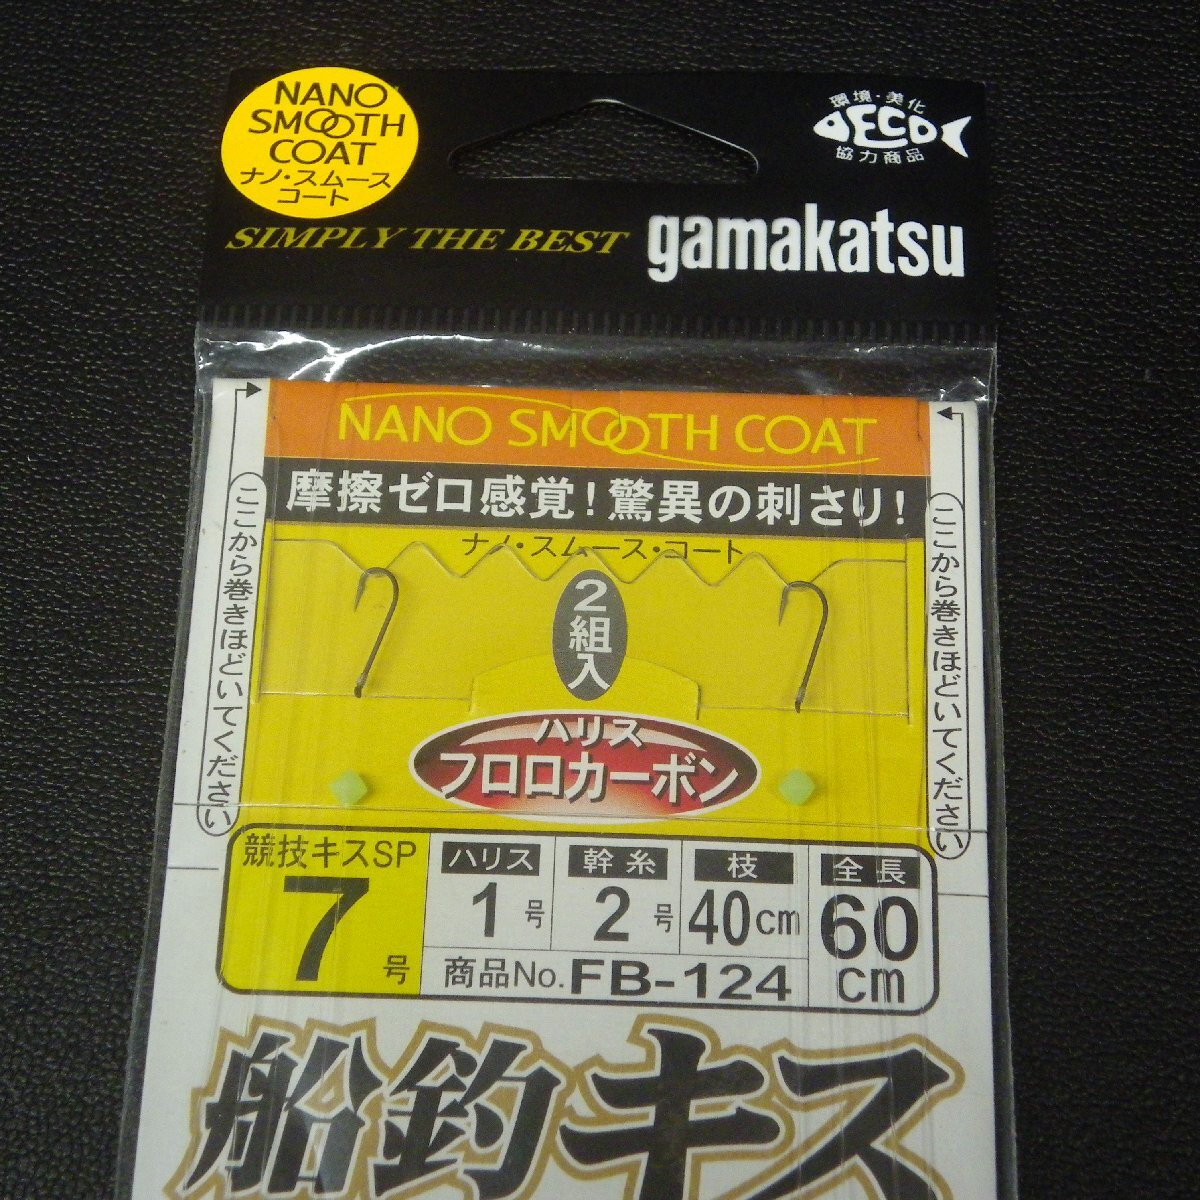 NANO
SMOOTH
COAT
ナノ・スムース
コート
環境・美化
ECO
協力商品
SIMPLY THE BEST
gamakatsu
NANO SMOOTH COAT
摩擦ゼロ感覚!驚異の刺さり!
ナノ・スムース・コート
ここから巻きほどいてください
ここから巻きほどいてください
2組入
ハリス
フロロカーボン
競技キスSP
7号
ハリス
1号
幹糸
2号
枝
40cm
全長
60cm
商品No. FB-124
船釣キス